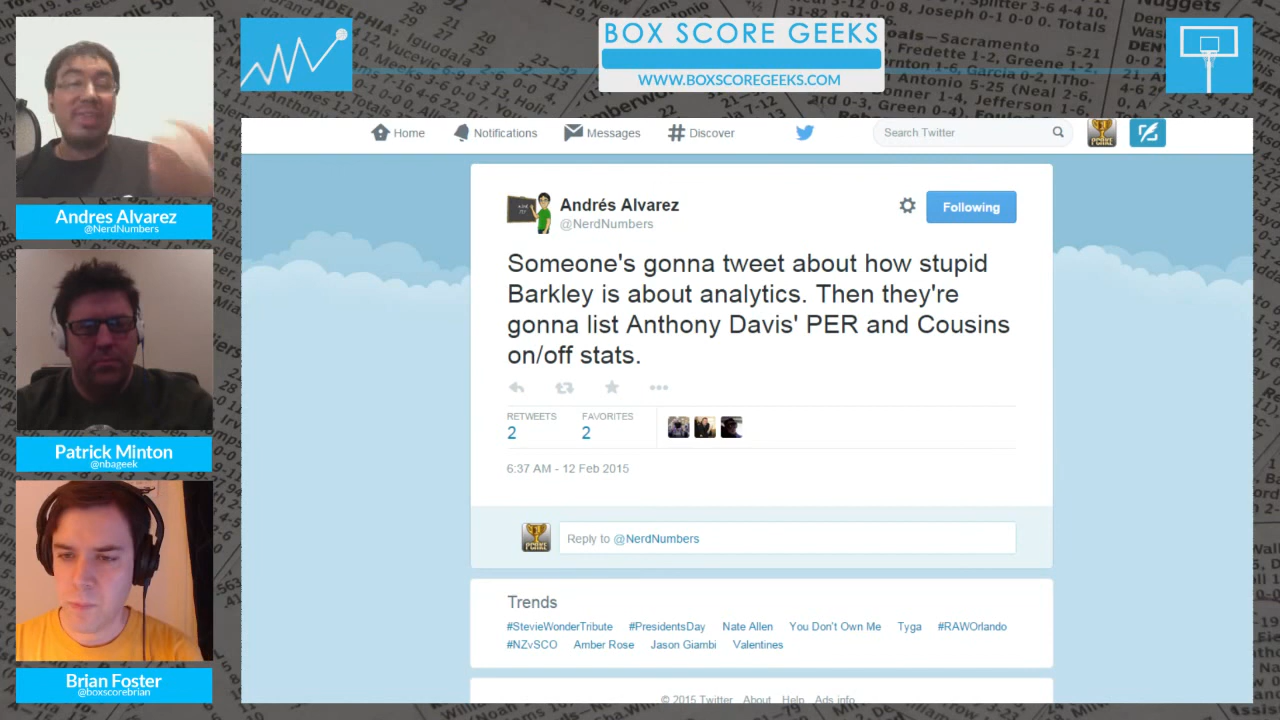 BOX SCORE GEEKS
WWW.BOXSCOREGEEKS.COM
Andres Alvarez
@NerdNumbers
Patrick Minton
@nbageek
Brian Foster
@boxscorebrian
Home Notifications Messages Discover Search Twitter
Andrés Alvarez
@NerdNumbers
Following
Someone's gonna tweet about how stupid
Barkley is about analytics. Then they're
gonna list Anthony Davis' PER and Cousins
on/off stats.
RETWEETS FAVORITES
2 2
6:37 AM - 12 Feb 2015
Reply to @NerdNumbers
Trends
#StevieWonderTribute #PresidentsDay Nate Allen You Don't Own Me Tyga #RAWOrlando
#NZvSCO Amber Rose Jason Giambi Valentines
© 2015 Twitter About Help Ads info